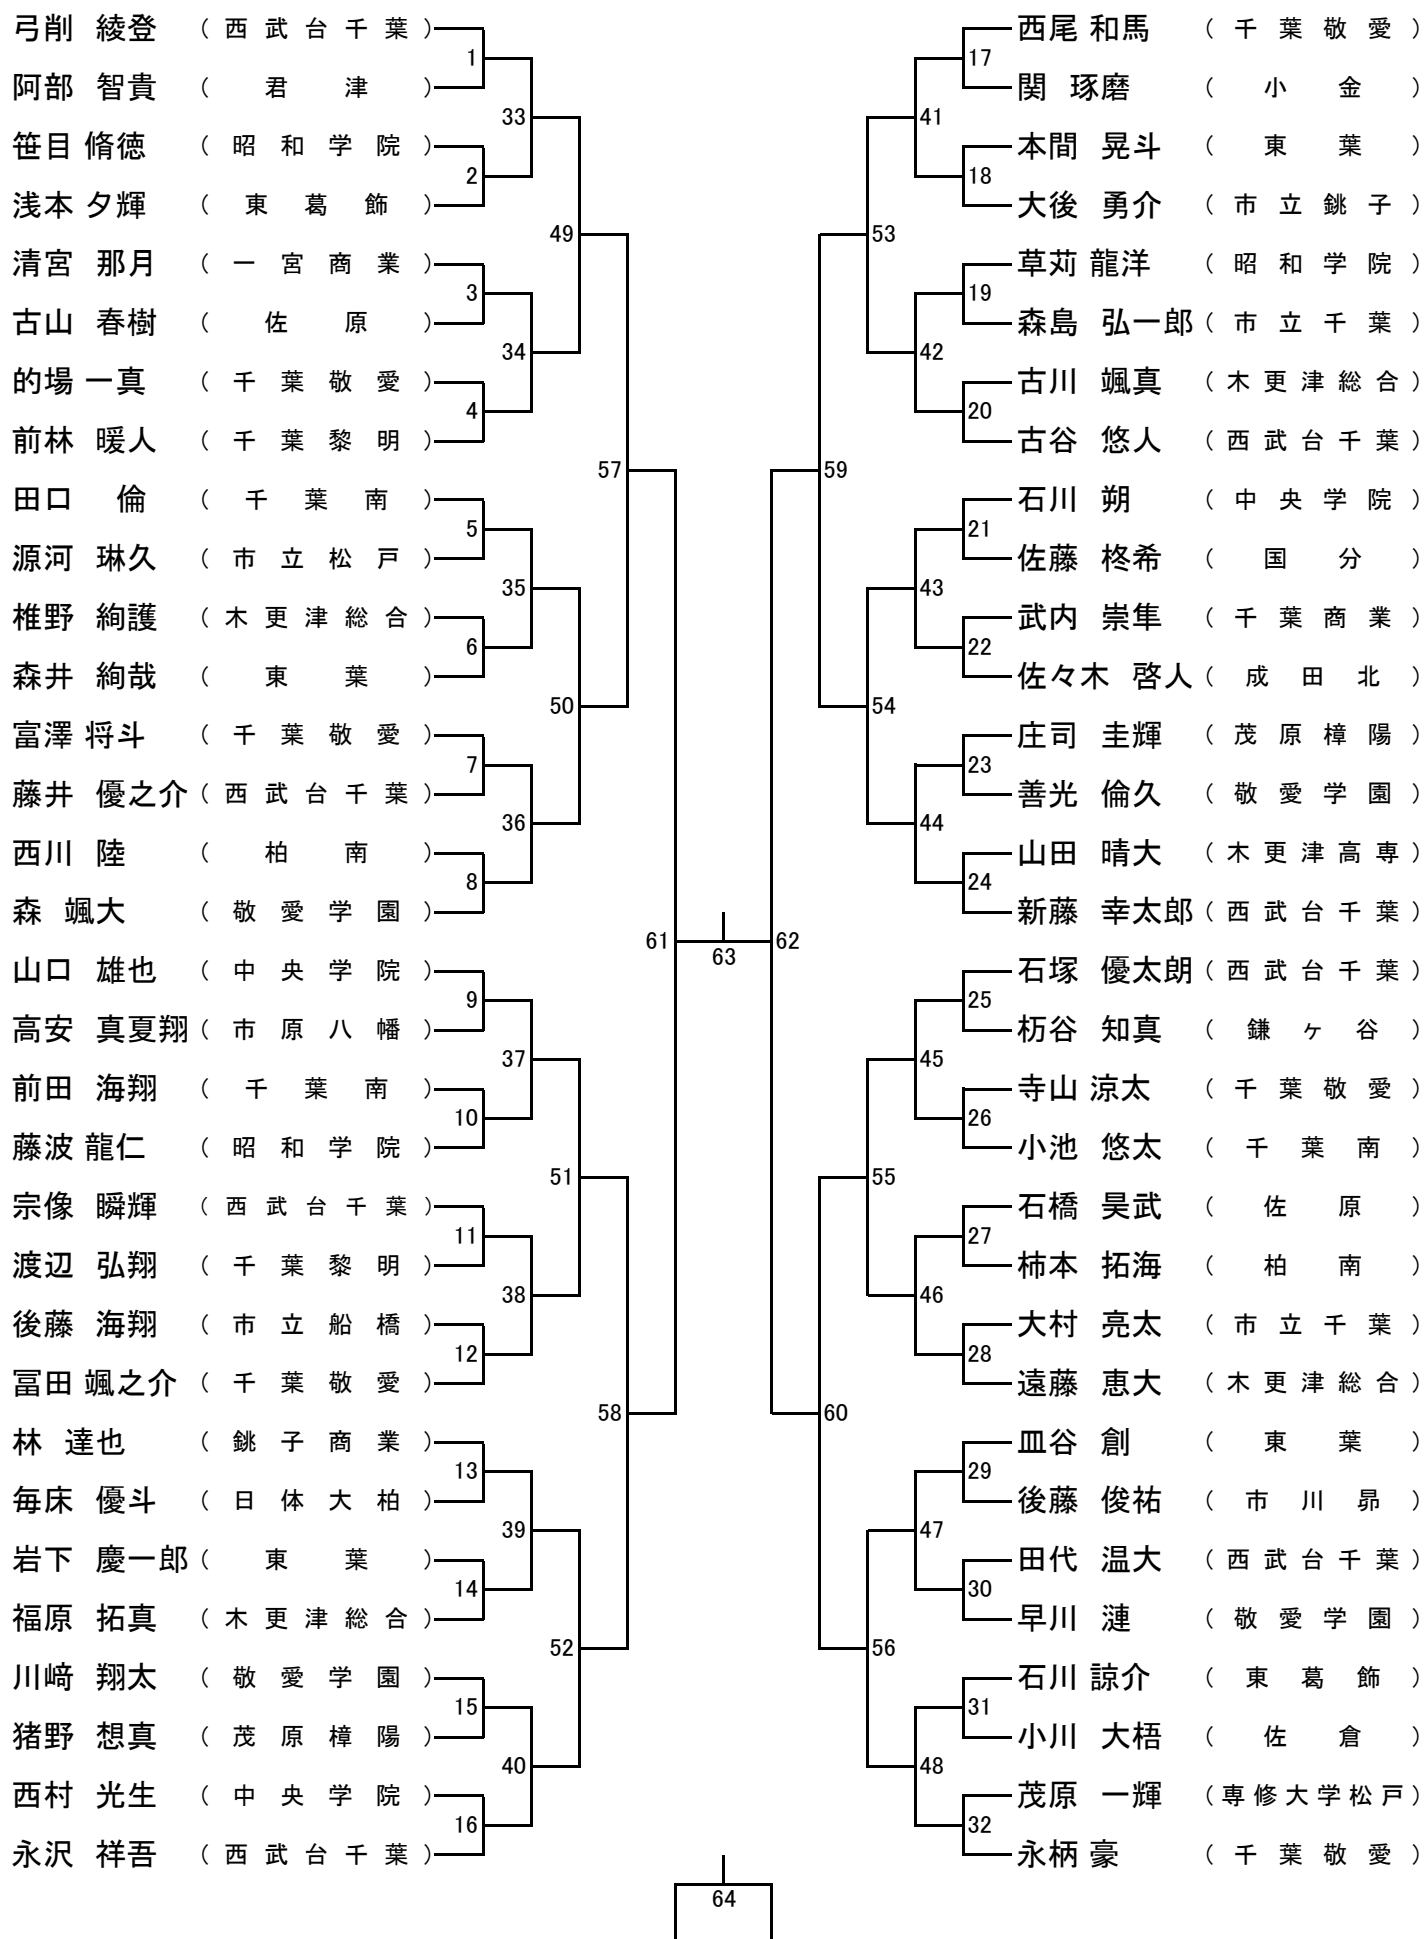 弓削 綾登 (西武台千葉)
1
阿部 智貴 (君津)
33
笹目 脩徳 (昭和学院)
2
浅本 夕輝 (東葛飾)
49
清宮 那月 (一宮商業)
3
古山 春樹 (佐原)
34
的場 一真 (千葉敬愛)
4
前林 暖人 (千葉黎明)
57
田口 倫 (千葉南)
5
源河 琳久 (市立松戸)
35
椎野 絢護 (木更津総合)
6
森井 絢哉 (東葉)
50
富澤 将斗 (千葉敬愛)
7
藤井 優之介 (西武台千葉)
36
西川 陸 (柏南)
8
森 颯大 (敬愛学園)
61
山口 雄也 (中央学院)
9
高安 真夏翔 (市原八幡)
37
前田 海翔 (千葉南)
10
藤波 龍仁 (昭和学院)
51
宗像 瞬輝 (西武台千葉)
11
渡辺 弘翔 (千葉黎明)
38
後藤 海翔 (市立船橋)
12
冨田 颯之介 (千葉敬愛)
58
林 達也 (銚子商業)
13
毎床 優斗 (日体大柏)
39
岩下 慶一郎 (東葉)
14
福原 拓真 (木更津総合)
52
川﨑 翔太 (敬愛学園)
15
猪野 想真 (茂原樟陽)
40
西村 光生 (中央学院)
16
永沢 祥吾 (西武台千葉)
63
64
西尾 和馬 (千葉敬愛)
17
関 琢磨 (小金)
41
本間 晃斗 (東葉)
18
大後 勇介 (市立銚子)
53
草苅 龍洋 (昭和学院)
19
森島 弘一郎 (市立千葉)
42
古川 颯真 (木更津総合)
20
古谷 悠人 (西武台千葉)
59
石川 朔 (中央学院)
21
佐藤 柊希 (国分)
43
武内 崇隼 (千葉商業)
22
佐々木 啓人 (成田北)
54
庄司 圭輝 (茂原樟陽)
23
善光 倫久 (敬愛学園)
44
山田 晴大 (木更津高専)
24
新藤 幸太郎 (西武台千葉)
62
石塚 優太朗 (西武台千葉)
25
枥谷 知真 (鎌ヶ谷)
45
寺山 涼太 (千葉敬愛)
26
小池 悠太 (千葉南)
55
石橋 昊武 (佐原)
27
柿本 拓海 (柏南)
46
大村 亮太 (市立千葉)
28
遠藤 恵大 (木更津総合)
60
皿谷 創 (東葉)
29
後藤 俊祐 (市川昴)
47
田代 温大 (西武台千葉)
30
早川 漣 (敬愛学園)
56
石川 諒介 (東葛飾)
31
小川 大梧 (佐倉)
48
茂原 一輝 (専修大学松戸)
32
永柄 豪 (千葉敬愛)